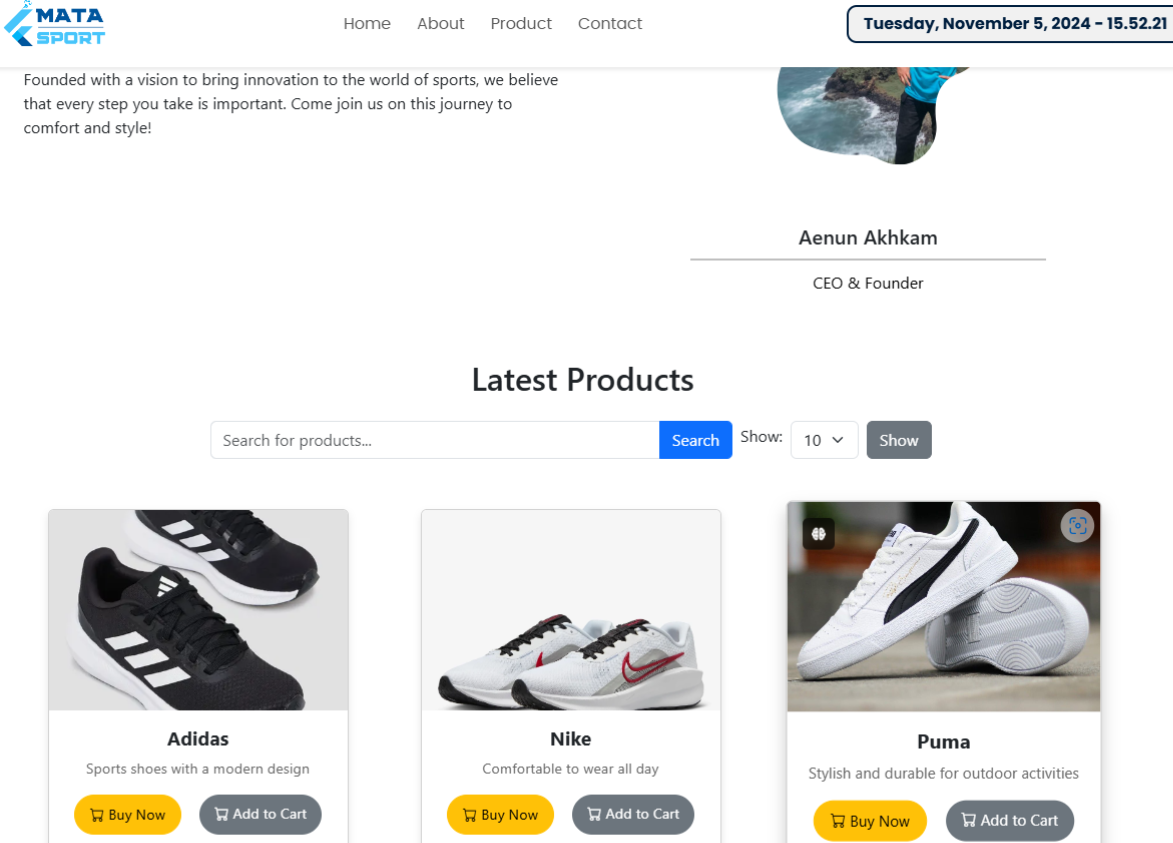 MATA
SPORT
Home About Product Contact
Tuesday, November 5, 2024 - 15.52.21
Founded with a vision to bring innovation to the world of sports, we believe
that every step you take is important. Come join us on this journey to
comfort and style!
Aenun Akhkam
CEO & Founder
Latest Products
Search for products... Search Show: 10 Show
Adidas
Sports shoes with a modern design
Buy Now Add to Cart
Nike
Comfortable to wear all day
Buy Now Add to Cart
Puma
Stylish and durable for outdoor activities
Buy Now Add to Cart